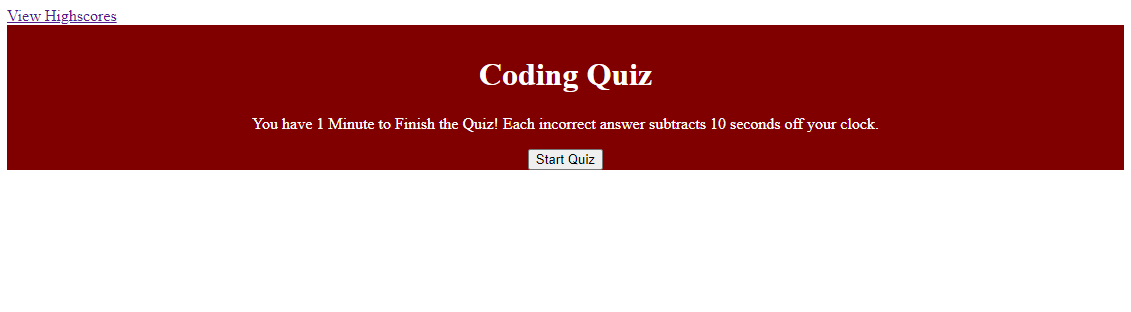 View Highscores
Coding Quiz
You have 1 Minute to Finish the Quiz! Each incorrect answer subtracts 10 seconds off your clock.
Start Quiz